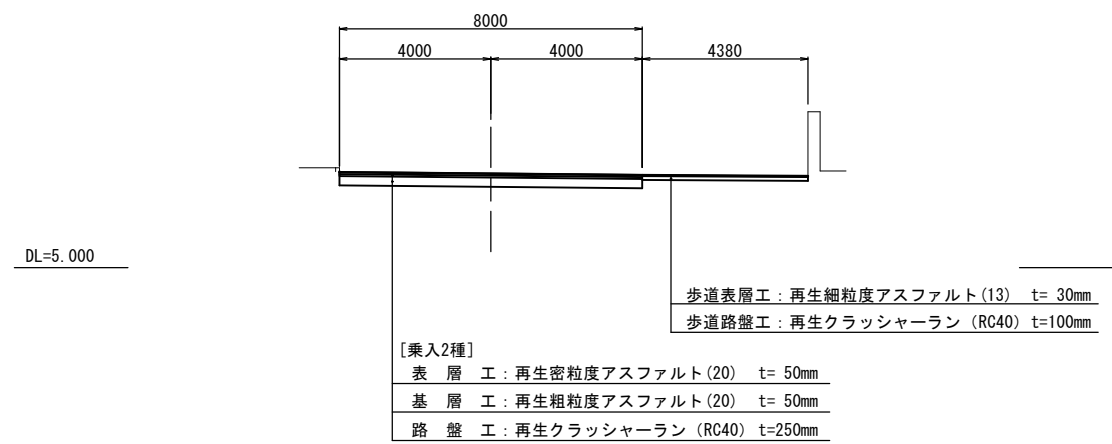 8000
4000 4000 4380
DL=5.000
歩道表層工：再生細粒度アスファルト(13) t= 30mm
歩道路盤工：再生クラッシャーラン (RC40) t=100mm
[乗入2種]
表 層 工：再生密粒度アスファルト(20) t= 50mm
基 層 工：再生粗粒度アスファルト(20) t= 50mm
路 盤 工：再生クラッシャーラン (RC40) t=250mm